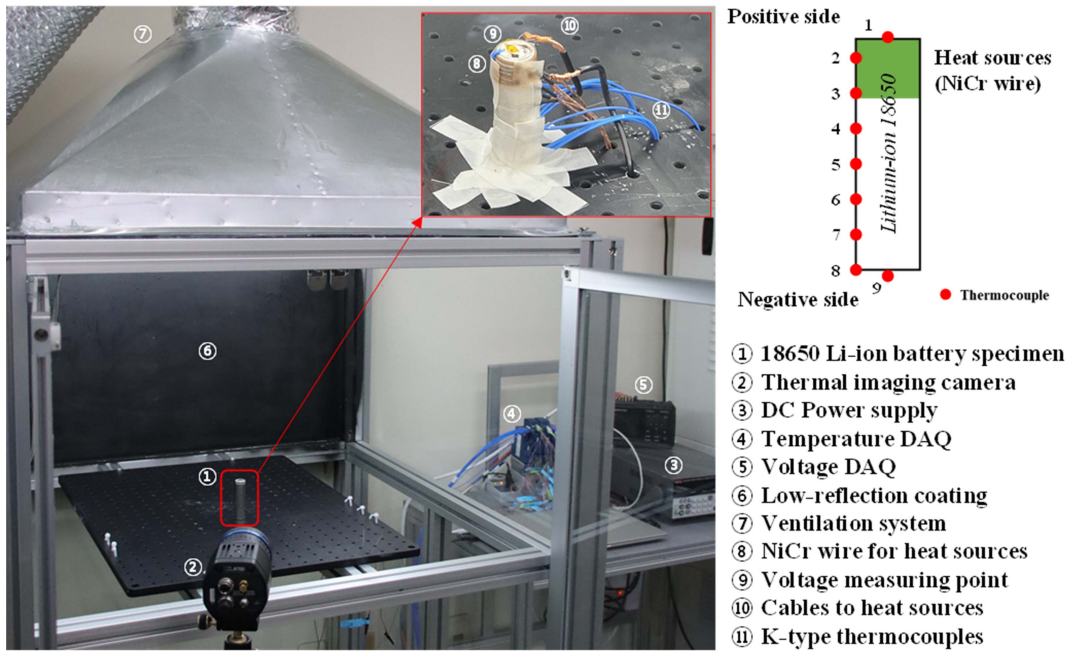 ⑦
⑨
⑩
⑧
⑪
⑥
⑤
④
③
①
②
Positive side
1
2
3
4
5
6
7
8
9
Heat sources
(NiCr wire)
Lithium-ion 18650
Negative side
Thermocouple
① 18650 Li-ion battery specimen
② Thermal imaging camera
③ DC Power supply
④ Temperature DAQ
⑤ Voltage DAQ
⑥ Low-reflection coating
⑦ Ventilation system
⑧ NiCr wire for heat sources
⑨ Voltage measuring point
⑩ Cables to heat sources
⑪ K-type thermocouples